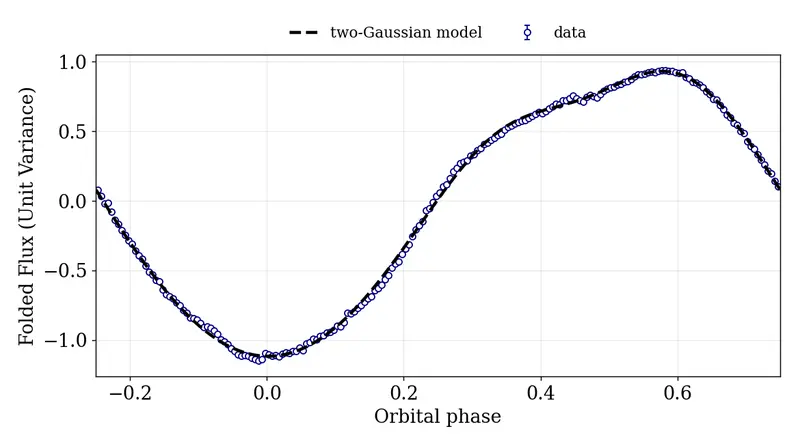 two-Gaussian model data
1.0
0.5
0.0
−0.5
−1.0
Folded Flux (Unit Variance)
−0.2 0.0 0.2 0.4 0.6
Orbital phase